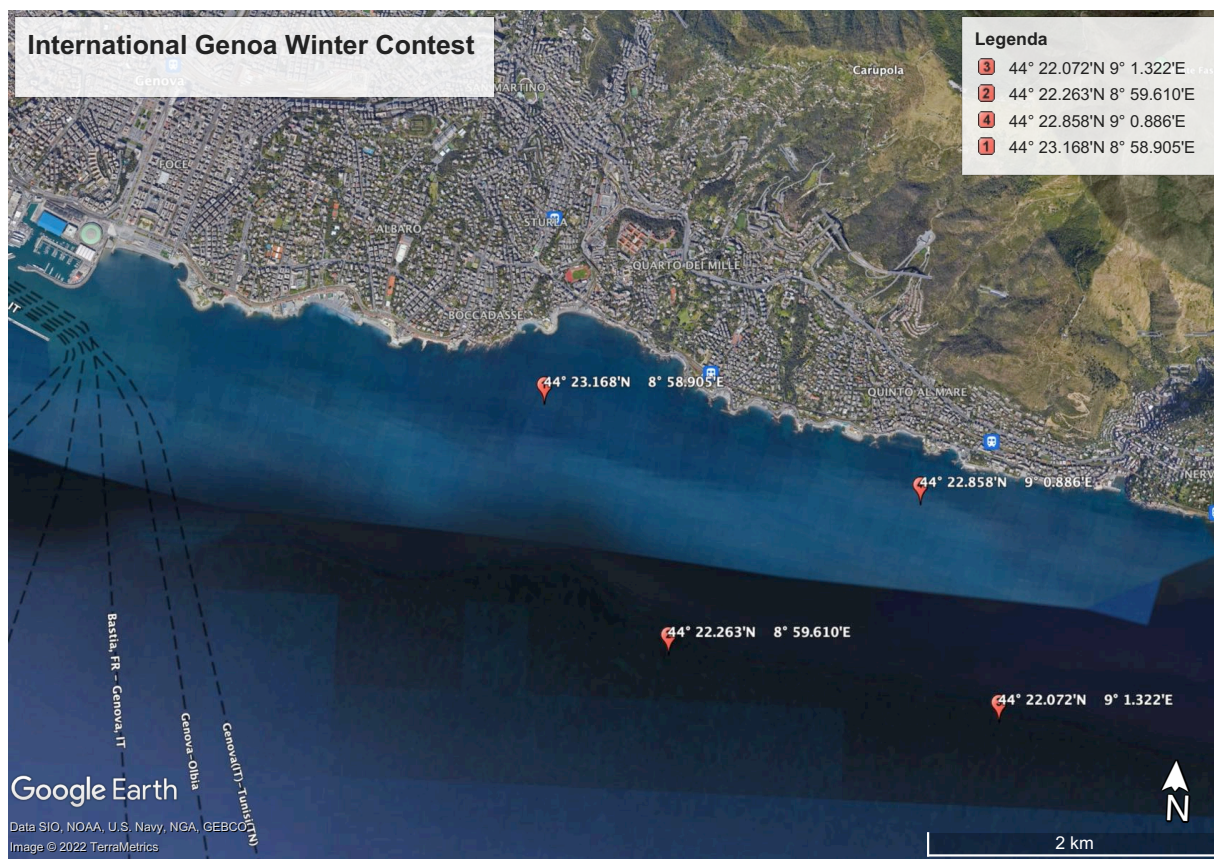 International Genoa Winter Contest
Genova
Legenda
3 44° 22.072'N 9° 1.322'E
2 44° 22.263'N 8° 59.610'E
4 44° 22.858'N 9° 0.886'E
1 44° 23.168'N 8° 58.905'E
Carupola
MARTINO
FOCE
STURLA
ALBARO
QUARTO DEI MILLE
IT
BOCCADASSE
44° 23.168'N 8° 58.905'E
QUINTO AL MARE
NERV
44° 22.858'N 9° 0.886'E
44° 22.263'N 8° 59.610'E
44° 22.072'N 9° 1.322'E
Bastia, FR - Genova, IT
Genova-Olbia
Genova(IT)-Tunisi(TN)
Google Earth
N
Data SIO, NOAA, U.S. Navy, NGA, GEBCO
Image © 2022 TerraMetrics
2 km